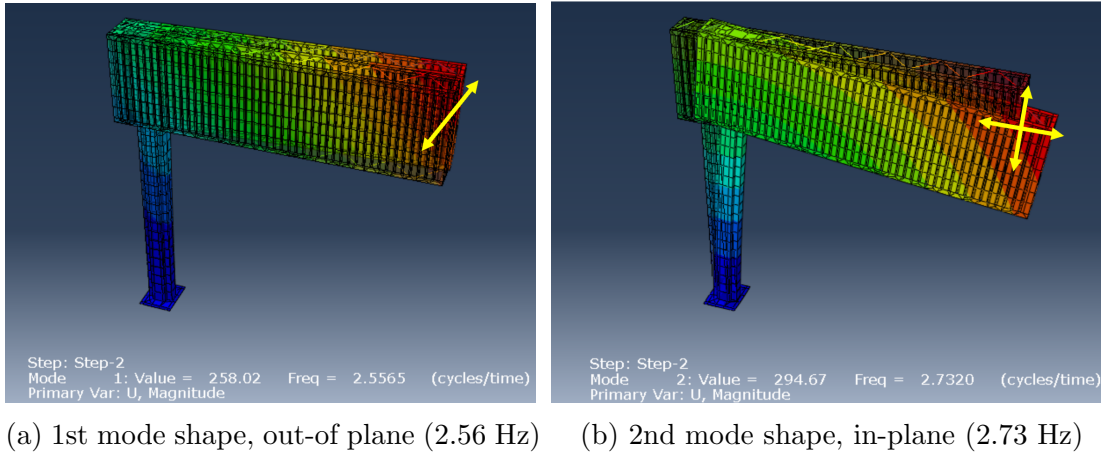 Step: Step-2
Mode 1: Value = 258.02 Freq = 2.5565 (cycles/time)
Primary Var: U, Magnitude
Step: Step-2
Mode 2: Value = 294.67 Freq = 2.7320 (cycles/time)
Primary Var: U, Magnitude
(a) 1st mode shape, out-of plane (2.56 Hz)
(b) 2nd mode shape, in-plane (2.73 Hz)